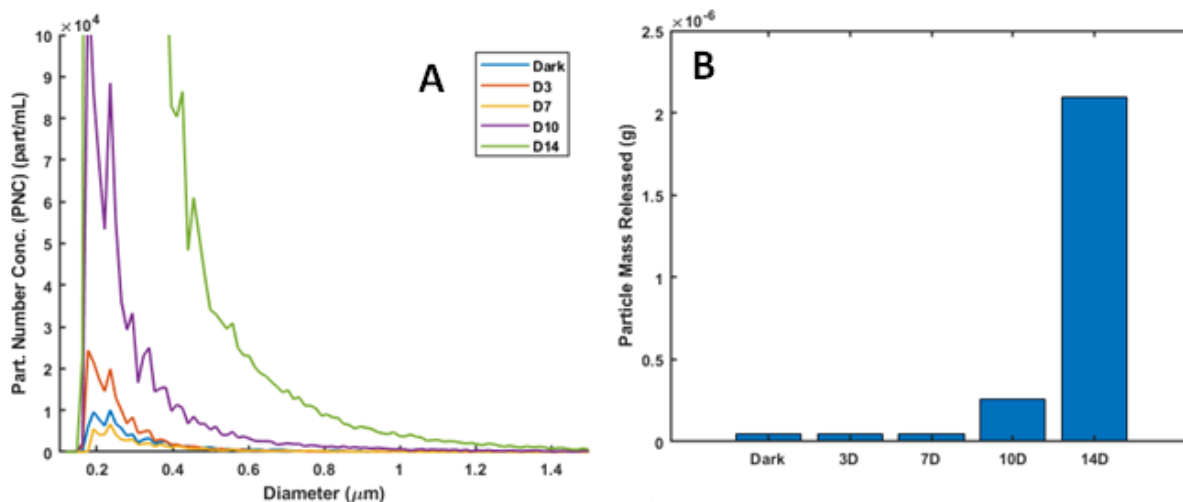 ×10⁴
10
9
8
7
6
5
4
3
2
1
0
Part. Number Conc. (PNC) (part/mL)
A
Dark
D3
D7
D10
D14
0.2 0.4 0.6 0.8 1 1.2 1.4
Diameter (μm)
×10⁻⁶
2.5
2
1.5
1
0.5
0
Particle Mass Released (g)
B
Dark 3D 7D 10D 14D